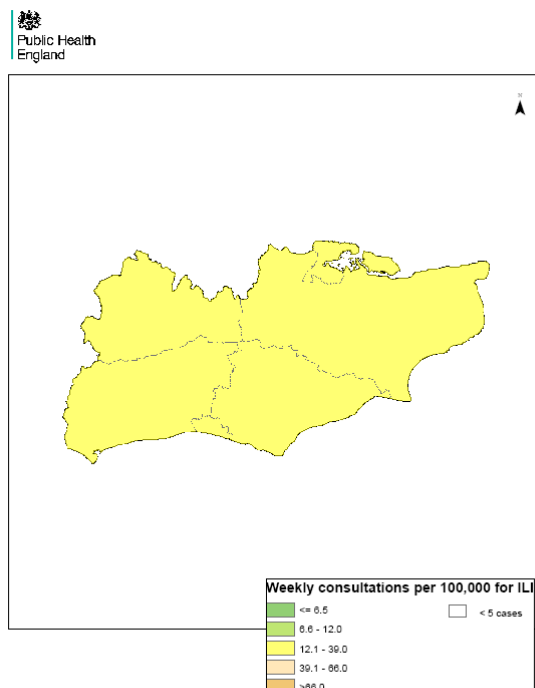 Public Health
England
N
Weekly consultations per 100,000 for ILI
<= 6.5
< 5 cases
6.6 - 12.0
12.1 - 39.0
39.1 - 66.0
>66.0